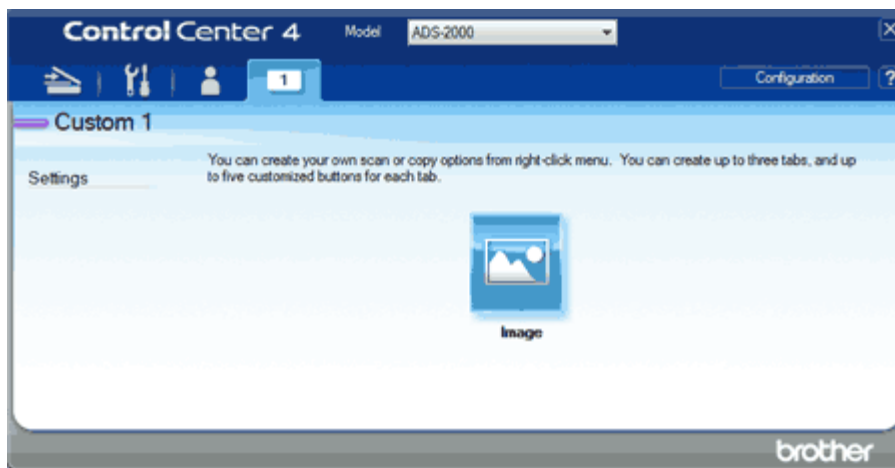 Control Center 4
Model
ADS-2000
1
Configuration
?
Custom 1
Settings
You can create your own scan or copy options from right-click menu. You can create up to three tabs, and up
to five customized buttons for each tab.
Image
brother